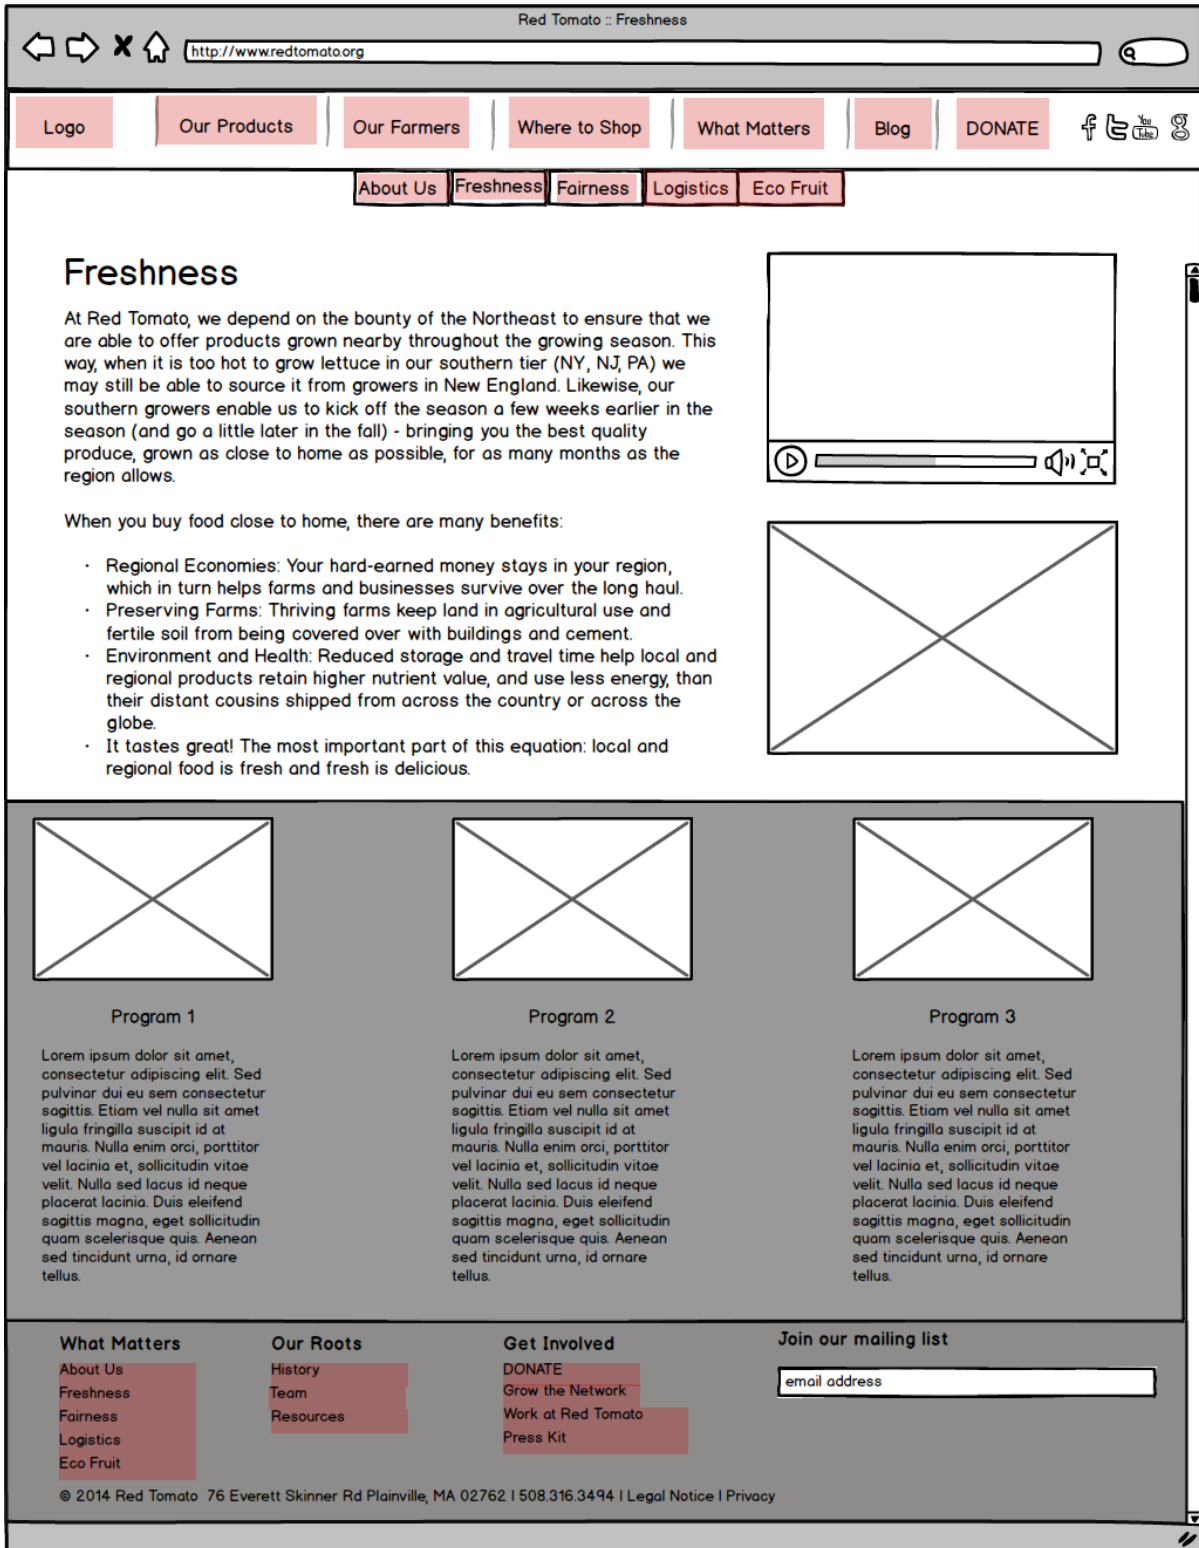 Red Tomato :: Freshness
http://www.redtomato.org
Logo
Our Products
Our Farmers
Where to Shop
What Matters
Blog
DONATE
You Tube
About Us
Freshness
Fairness
Logistics
Eco Fruit
Freshness
At Red Tomato, we depend on the bounty of the Northeast to ensure that we
are able to offer products grown nearby throughout the growing season. This
way, when it is too hot to grow lettuce in our southern tier (NY, NJ, PA) we
may still be able to source it from growers in New England. Likewise, our
southern growers enable us to kick off the season a few weeks earlier in the
season (and go a little later in the fall) - bringing you the best quality
produce, grown as close to home as possible, for as many months as the
region allows.
When you buy food close to home, there are many benefits:
· Regional Economies: Your hard-earned money stays in your region,
which in turn helps farms and businesses survive over the long haul.
· Preserving Farms: Thriving farms keep land in agricultural use and
fertile soil from being covered over with buildings and cement.
· Environment and Health: Reduced storage and travel time help local and
regional products retain higher nutrient value, and use less energy, than
their distant cousins shipped from across the country or across the
globe.
· It tastes great! The most important part of this equation: local and
regional food is fresh and fresh is delicious.
Program 1
Lorem ipsum dolor sit amet,
consectetur adipiscing elit. Sed
pulvinar dui eu sem consectetur
sagittis. Etiam vel nulla sit amet
ligula fringilla suscipit id at
mauris. Nulla enim orci, porttitor
vel lacinia et, sollicitudin vitae
velit. Nulla sed lacus id neque
placerat lacinia. Duis eleifend
sagittis magna, eget sollicitudin
quam scelerisque quis. Aenean
sed tincidunt urna, id ornare
tellus.
Program 2
Lorem ipsum dolor sit amet,
consectetur adipiscing elit. Sed
pulvinar dui eu sem consectetur
sagittis. Etiam vel nulla sit amet
ligula fringilla suscipit id at
mauris. Nulla enim orci, porttitor
vel lacinia et, sollicitudin vitae
velit. Nulla sed lacus id neque
placerat lacinia. Duis eleifend
sagittis magna, eget sollicitudin
quam scelerisque quis. Aenean
sed tincidunt urna, id ornare
tellus.
Program 3
Lorem ipsum dolor sit amet,
consectetur adipiscing elit. Sed
pulvinar dui eu sem consectetur
sagittis. Etiam vel nulla sit amet
ligula fringilla suscipit id at
mauris. Nulla enim orci, porttitor
vel lacinia et, sollicitudin vitae
velit. Nulla sed lacus id neque
placerat lacinia. Duis eleifend
sagittis magna, eget sollicitudin
quam scelerisque quis. Aenean
sed tincidunt urna, id ornare
tellus.
What Matters
About Us
Freshness
Fairness
Logistics
Eco Fruit
Our Roots
History
Team
Resources
Get Involved
DONATE
Grow the Network
Work at Red Tomato
Press Kit
Join our mailing list
email address
© 2014 Red Tomato 76 Everett Skinner Rd Plainville, MA 02762 | 508.316.3494 | Legal Notice | Privacy